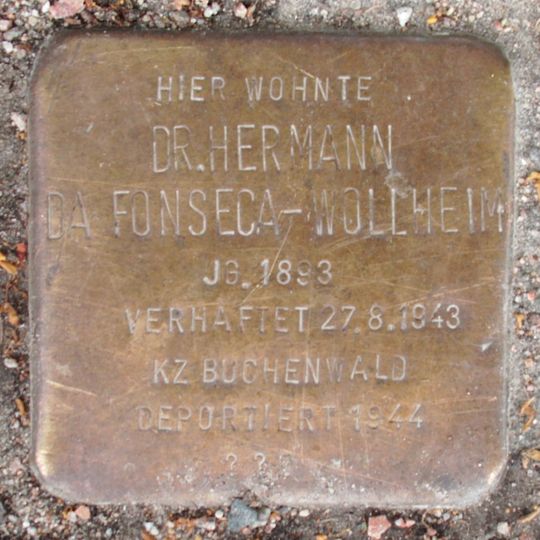 HIER WOHNTE
DR.HERMANN
DA FONSECA-WOLLHEIM
JG.1893
VERHAFTET 27.8.1943
KZ BUCHENWALD
DEPORTIERT 1944
???